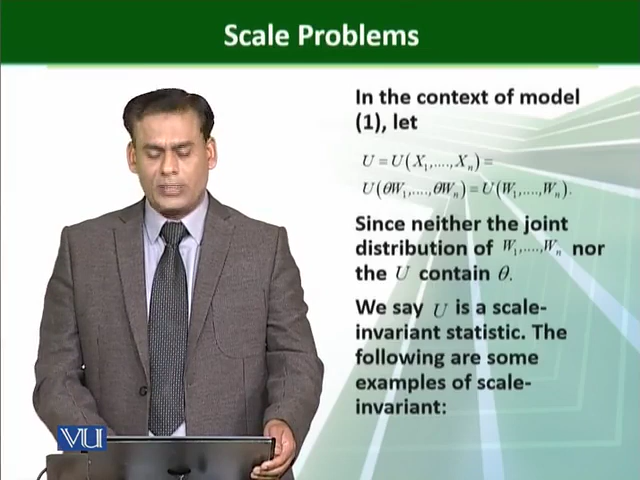 Scale Problems
In the context of model
(1), let
U = U(X₁,....,Xₙ) =
U(θW₁,....,θWₙ) = U(W₁,....,Wₙ).
Since neither the joint
distribution of W₁,....,Wₙ nor
the U contain θ.
We say U is a scale-
invariant statistic. The
following are some
examples of scale-
invariant:
VU